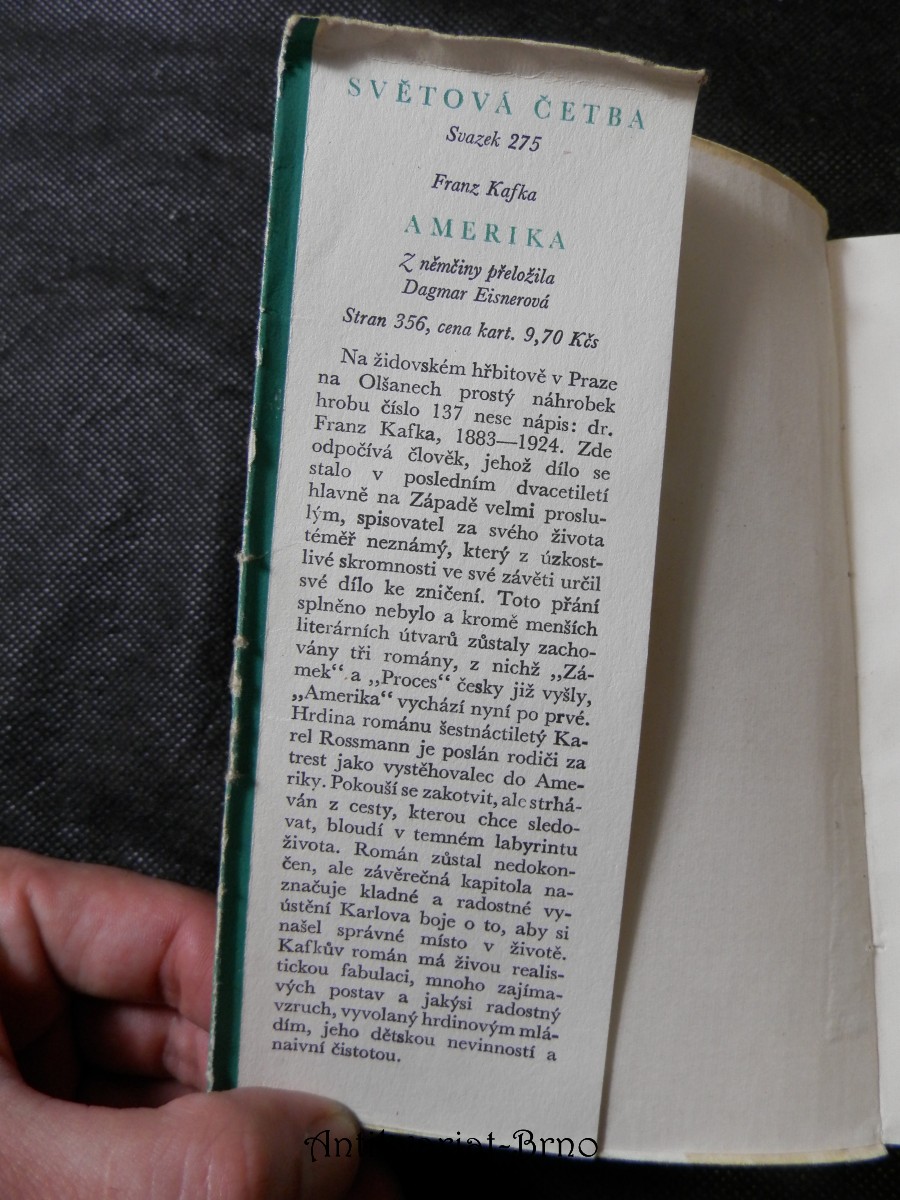 SVĚTOVÁ ČETBA
Svazek 275
Franz Kafka
AMERIKA
Z němčiny přeložila
Dagmar Eisnerová
Stran 356, cena kart. 9,70 Kčs
Na židovském hřbitově v Praze
na Olšanech prostý náhrobek
hrobu číslo 137 nese nápis: dr.
Franz Kafka, 1883—1924. Zde
odpočívá člověk, jehož dílo se
stalo v posledním dvacetiletí
hlavně na Západě velmi proslu-
lým, spisovatel za svého života
téměř neznámý, který z úzkost-
livé skromnosti ve své závěti určil
své dílo ke zničení. Toto přání
splněno nebylo a kromě menších
literárních útvarů zůstaly zacho-
vány tři romány, z nichž „Zá-
mek“ a „Proces“ česky již vyšly,
„Amerika“ vychází nyní po prvé.
Hrdina románu šestnáctiletý Ka-
rel Rossmann je poslán rodiči za
trest jako vystěhovalec do Ame-
riky. Pokouší se zakotvit, ale strhá-
ván z cesty, kterou chce sledo-
vat, bloudí v temném labyrintu
života. Román zůstal nedokon-
čen, ale závěrečná kapitola na-
značuje kladné a radostné vy-
ústění Karlova boje o to, aby si
našel správné místo v životě.
Kafkův román má živou realis-
tickou fabulaci, mnoho zajíma-
vých postav a jakýsi radostný
vzruch, vyvolaný hrdinovým mlá-
dím, jeho dětskou nevinností a
naivní čistotou.
Antikvariat-Brno